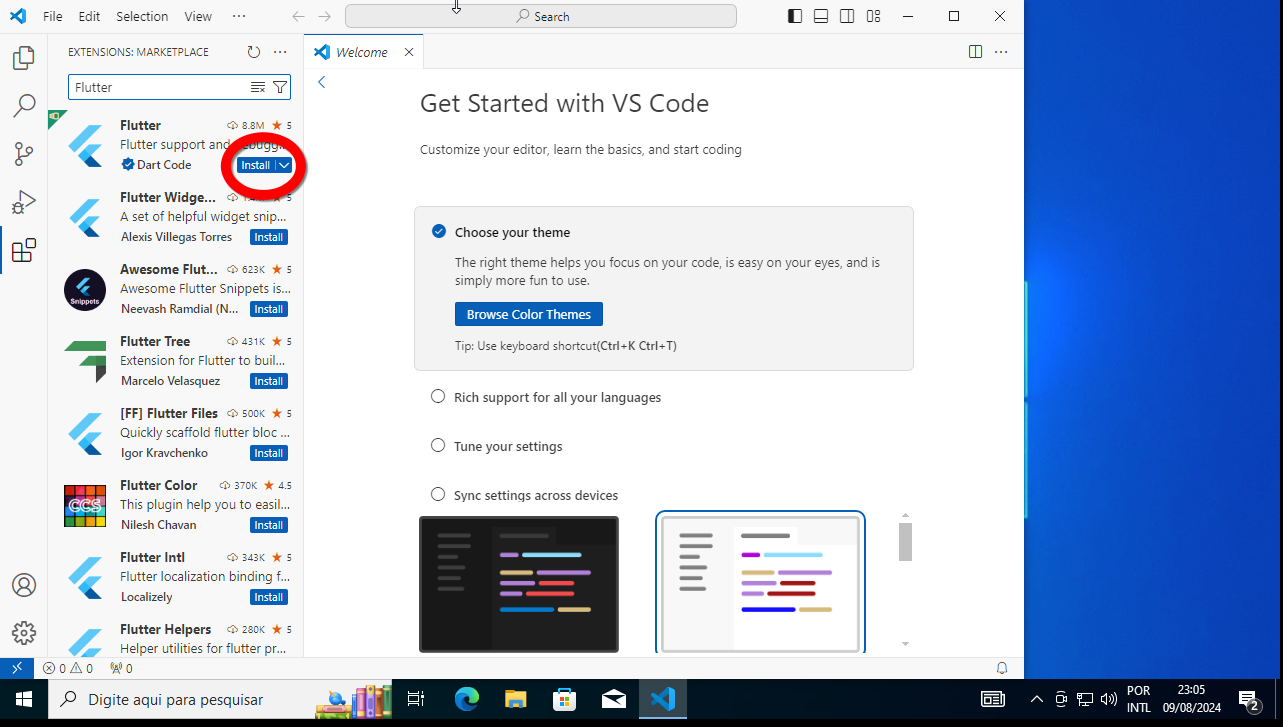 File Edit Selection View ···
Search
EXTENSIONS: MARKETPLACE
Welcome
Flutter
Flutter 8.8M ★ 5
Flutter support and
Dart Code Install
Flutter Widge... 5
A set of helpful widget snip...
Alexis Villegas Torres Install
Awesome Flut... 623K ★ 5
Awesome Flutter Snippets is...
Snippets
Neevash Ramdial (N... Install
Flutter Tree 431K ★ 5
Extension for Flutter to buil...
Marcelo Velasquez Install
[FF] Flutter Files 500K ★ 5
Quickly scaffold flutter bloc ...
Igor Kravchenko Install
Flutter Color 370K ★ 4.5
CCS
This plugin help you to easil...
Nilesh Chavan Install
Flutter Intl 343K ★ 5
Flutter localization binding f...
Localizely Install
Flutter Helpers 280K ★ 5
Helper utilities for flutter pr...
Get Started with VS Code
Customize your editor, learn the basics, and start coding
Choose your theme
The right theme helps you focus on your code, is easy on your eyes, and is
simply more fun to use.
Browse Color Themes
Tip: Use keyboard shortcut(Ctrl+K Ctrl+T)
Rich support for all your languages
Tune your settings
Sync settings across devices
0 0 0
Digite aqui para pesquisar
POR
INTL
23:05
09/08/2024
2